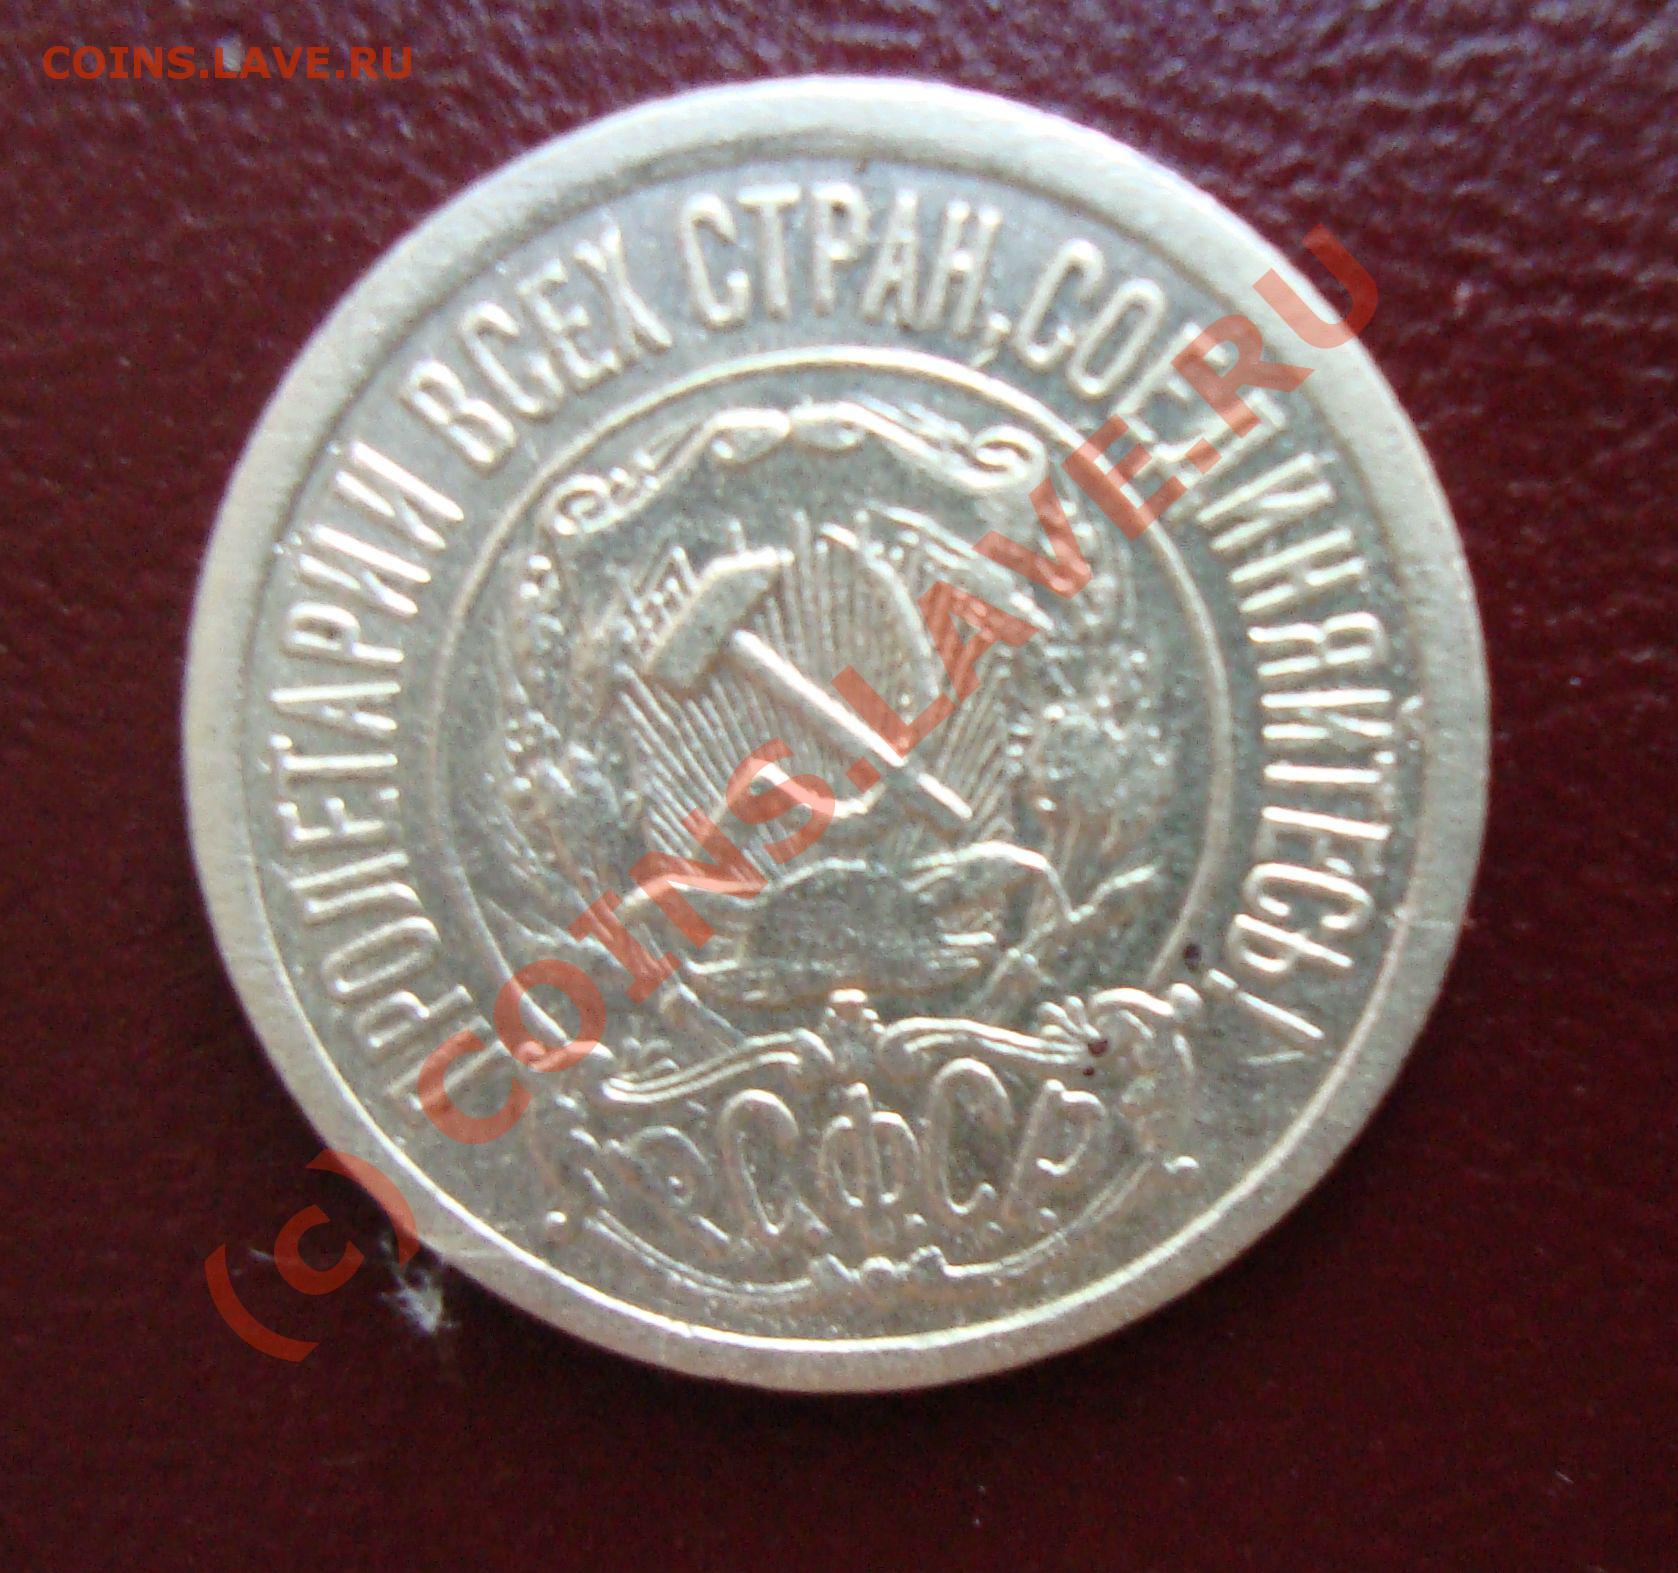 COINS.LAVE.RU
ПРОЛЕТАРИИ ВСЕХ СТРАН, СОЕДИНЯЙТЕСЬ!
Р.С.Ф.С.Р.
(c) COINS.LAVE.RU